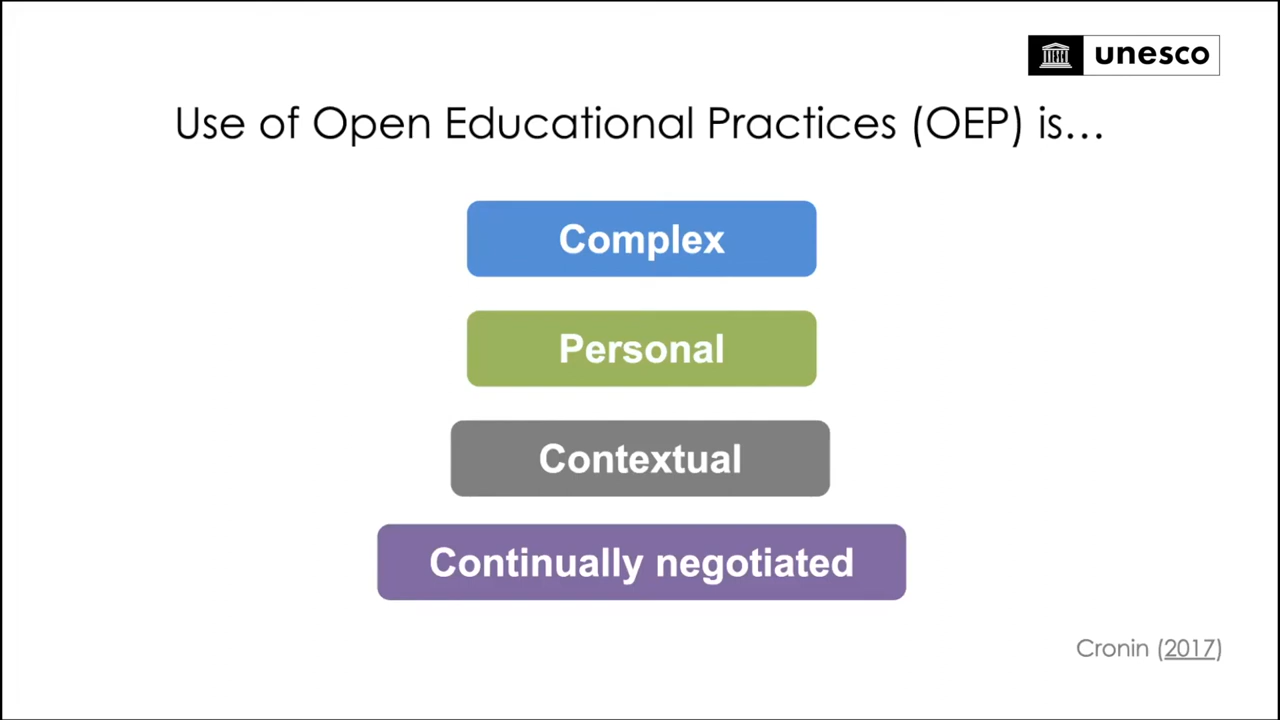 unesco
Use of Open Educational Practices (OEP) is...
Complex
Personal
Contextual
Continually negotiated
Cronin (2017)